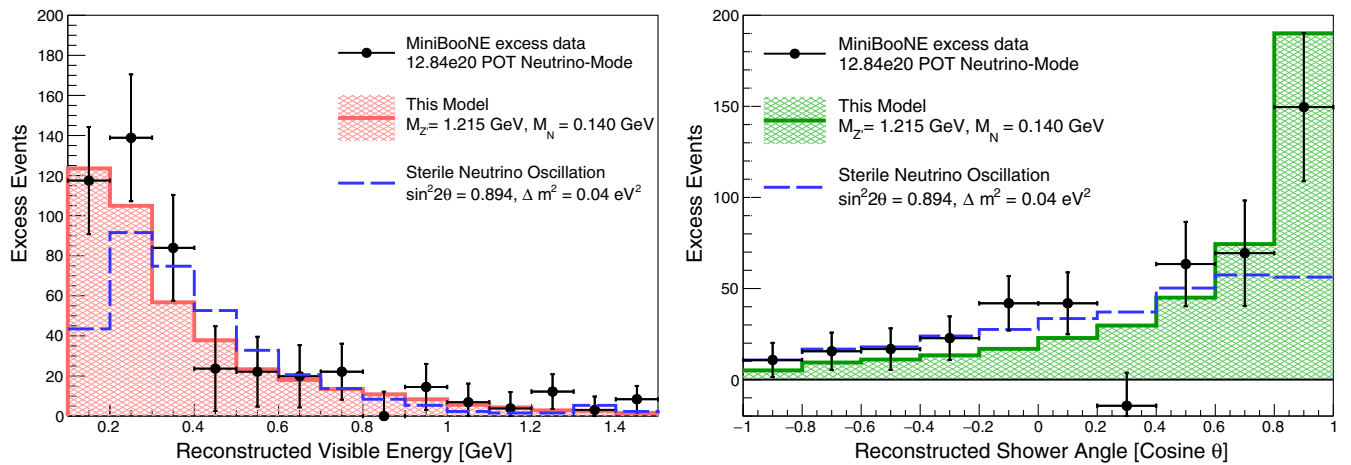 200
180
160
140
120
100
80
60
40
20
0
Excess Events
MiniBooNE excess data
12.84e20 POT Neutrino-Mode
This Model
M_Z'= 1.215 GeV, M_N = 0.140 GeV
Sterile Neutrino Oscillation
sin²2θ = 0.894, Δ m² = 0.04 eV²
0.2 0.4 0.6 0.8 1 1.2 1.4
Reconstructed Visible Energy [GeV]
200
150
100
50
0
Excess Events
MiniBooNE excess data
12.84e20 POT Neutrino-Mode
This Model
M_Z'= 1.215 GeV, M_N = 0.140 GeV
Sterile Neutrino Oscillation
sin²2θ = 0.894, Δ m² = 0.04 eV²
−1 −0.8 −0.6 −0.4 −0.2 0 0.2 0.4 0.6 0.8 1
Reconstructed Shower Angle [Cosine θ]